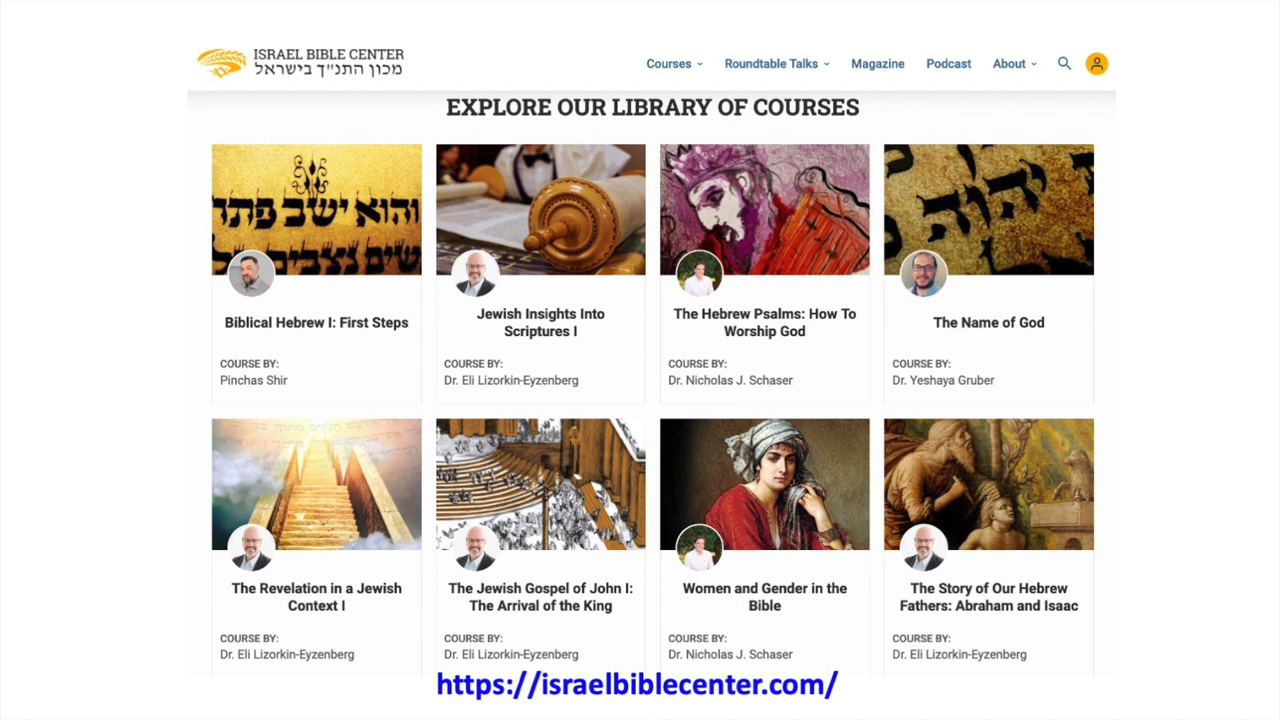 ISRAEL BIBLE CENTER
מכון התנ"ך בישראל
Courses
Roundtable Talks
Magazine
Podcast
About
EXPLORE OUR LIBRARY OF COURSES
והוא ישב פתח
Biblical Hebrew I: First Steps
COURSE BY:
Pinchas Shir
Jewish Insights Into
Scriptures I
COURSE BY:
Dr. Eli Lizorkin-Eyzenberg
The Hebrew Psalms: How To
Worship God
COURSE BY:
Dr. Nicholas J. Schaser
יהוה
The Name of God
COURSE BY:
Dr. Yeshaya Gruber
The Revelation in a Jewish
Context I
COURSE BY:
Dr. Eli Lizorkin-Eyzenberg
The Jewish Gospel of John I:
The Arrival of the King
COURSE BY:
Dr. Eli Lizorkin-Eyzenberg
Women and Gender in the
Bible
COURSE BY:
Dr. Nicholas J. Schaser
The Story of Our Hebrew
Fathers: Abraham and Isaac
COURSE BY:
Dr. Eli Lizorkin-Eyzenberg
https://israelbiblecenter.com/